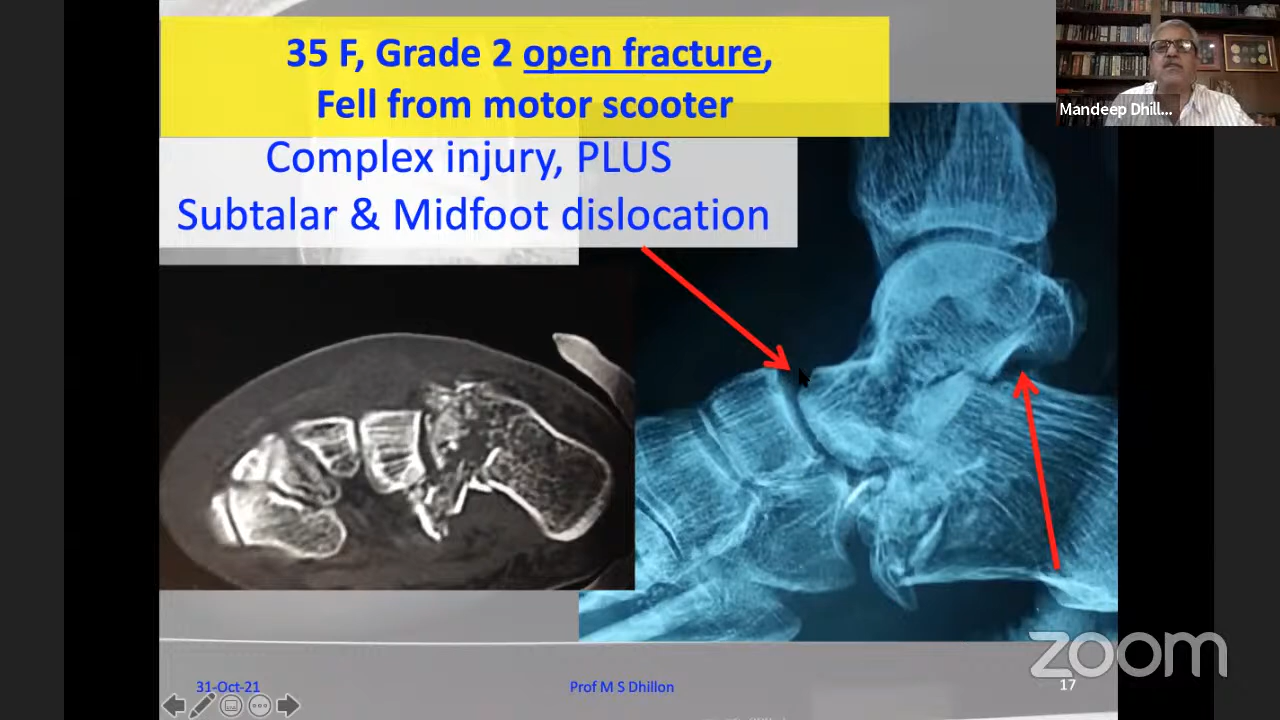 35 F, Grade 2 open fracture,
Fell from motor scooter
Complex injury, PLUS
Subtalar & Midfoot dislocation
Mandeep Dhill...
31-Oct-21
Prof M S Dhillon
17
zoom